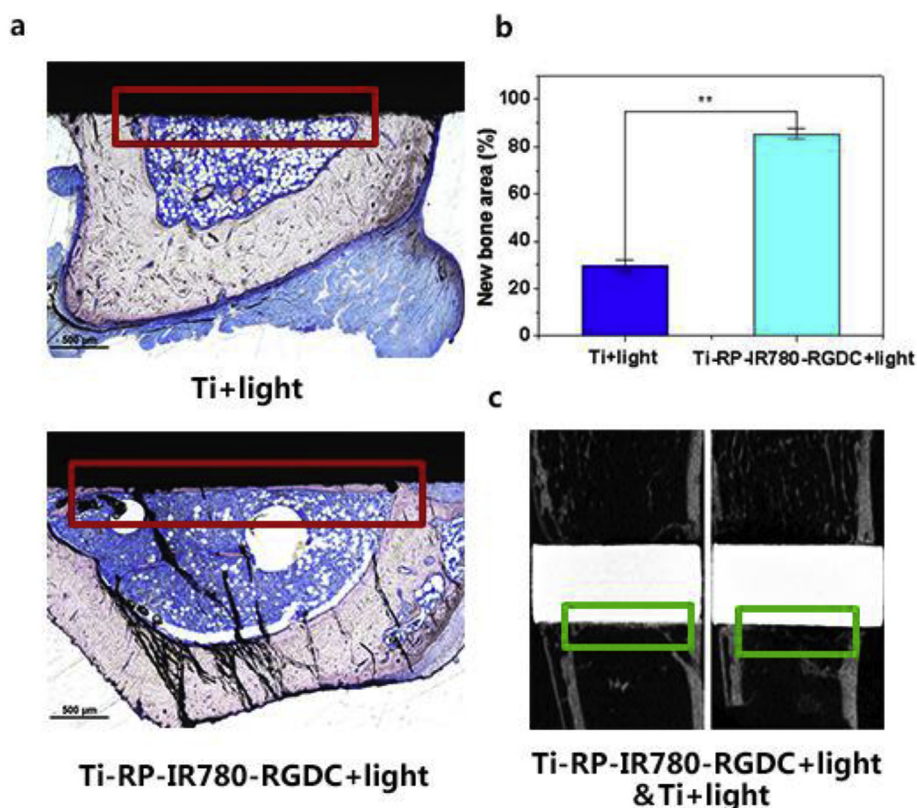 a
500 μm
Ti+light
500 μm
Ti-RP-IR780-RGDC+light
b
100
80
60
40
20
0
New bone area (%)
**
Ti+light
Ti-RP-IR780-RGDC+light
c
Ti-RP-IR780-RGDC+light
&Ti+light